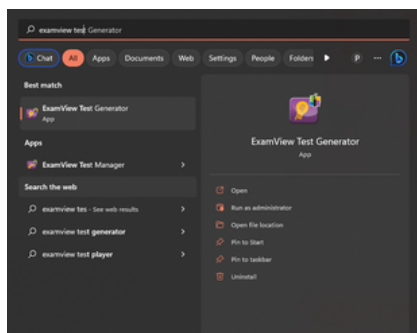 examview test Generator
Chat All Apps Documents Web Settings People Folders P ...
Best match
ExamView Test Generator
App
Apps
ExamView Test Manager
Search the web
examview tes - See web results
examview test generator
examview test player
ExamView Test Generator
App
Open
Run as administrator
Open file location
Pin to Start
Pin to taskbar
Uninstall